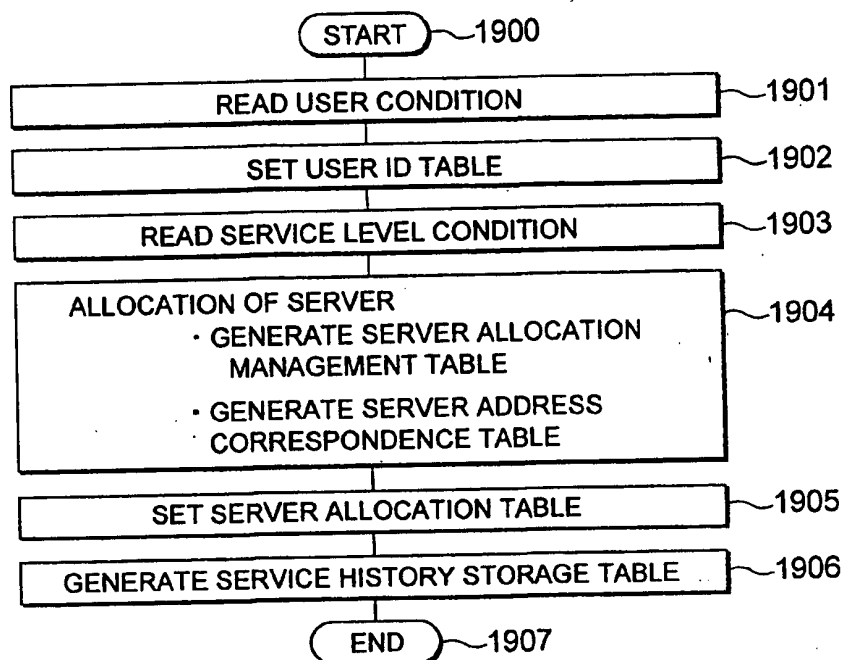 START 1900
READ USER CONDITION 1901
SET USER ID TABLE 1902
READ SERVICE LEVEL CONDITION 1903
ALLOCATION OF SERVER 1904
· GENERATE SERVER ALLOCATION
MANAGEMENT TABLE
· GENERATE SERVER ADDRESS
CORRESPONDENCE TABLE
SET SERVER ALLOCATION TABLE 1905
GENERATE SERVICE HISTORY STORAGE TABLE 1906
END 1907